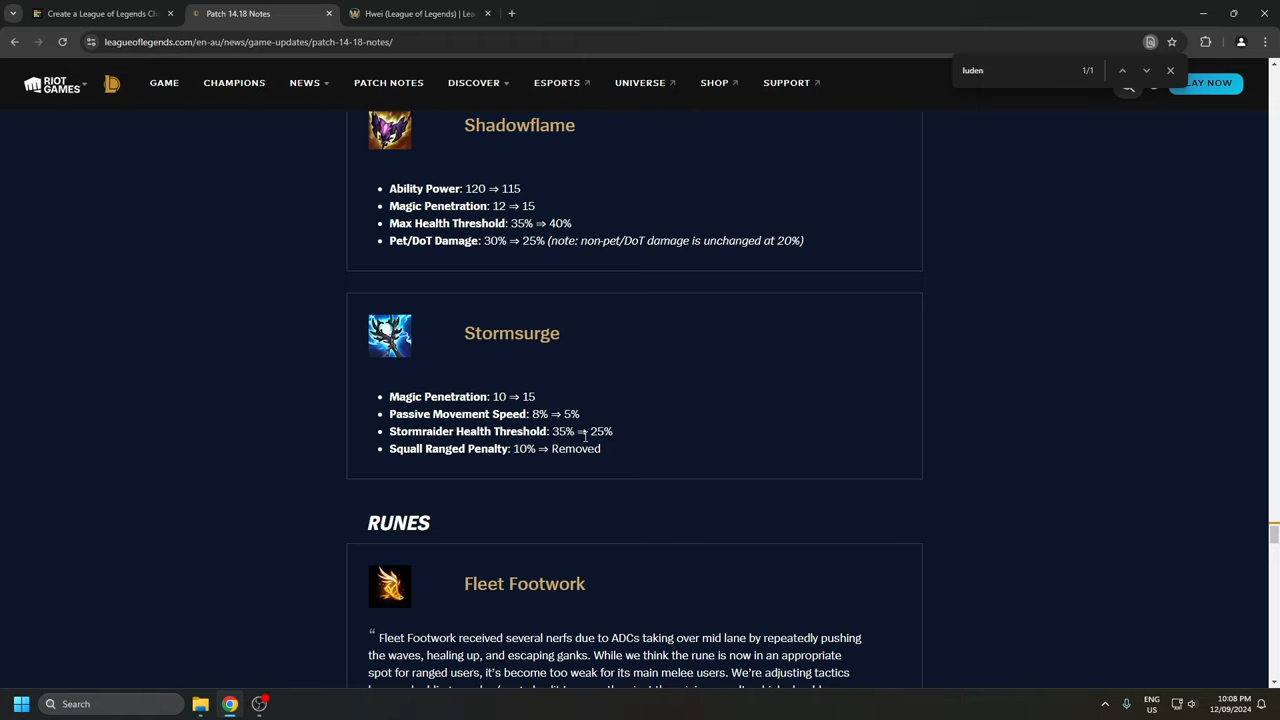 Create a League of Legends Cha
Patch 14.18 Notes
Hwei (League of Legends) | Lea
leagueoflegends.com/en-au/news/game-updates/patch-14-18-notes/
luden
1/1
RIOT GAMES
GAME
CHAMPIONS
NEWS
PATCH NOTES
DISCOVER
ESPORTS
UNIVERSE
SHOP
SUPPORT
LAY NOW
Shadowflame
• Ability Power: 120 ⇒ 115
• Magic Penetration: 12 ⇒ 15
• Max Health Threshold: 35% ⇒ 40%
• Pet/DoT Damage: 30% ⇒ 25% (note: non-pet/DoT damage is unchanged at 20%)
Stormsurge
• Magic Penetration: 10 ⇒ 15
• Passive Movement Speed: 8% ⇒ 5%
• Stormraider Health Threshold: 35% ⇒ 25%
• Squall Ranged Penalty: 10% ⇒ Removed
RUNES
Fleet Footwork
“ Fleet Footwork received several nerfs due to ADCs taking over mid lane by repeatedly pushing
the waves, healing up, and escaping ganks. While we think the rune is now in an appropriate
spot for ranged users, it's become too weak for its main melee users. We're adjusting tactics
Search
ENG
US
10:08 PM
12/09/2024